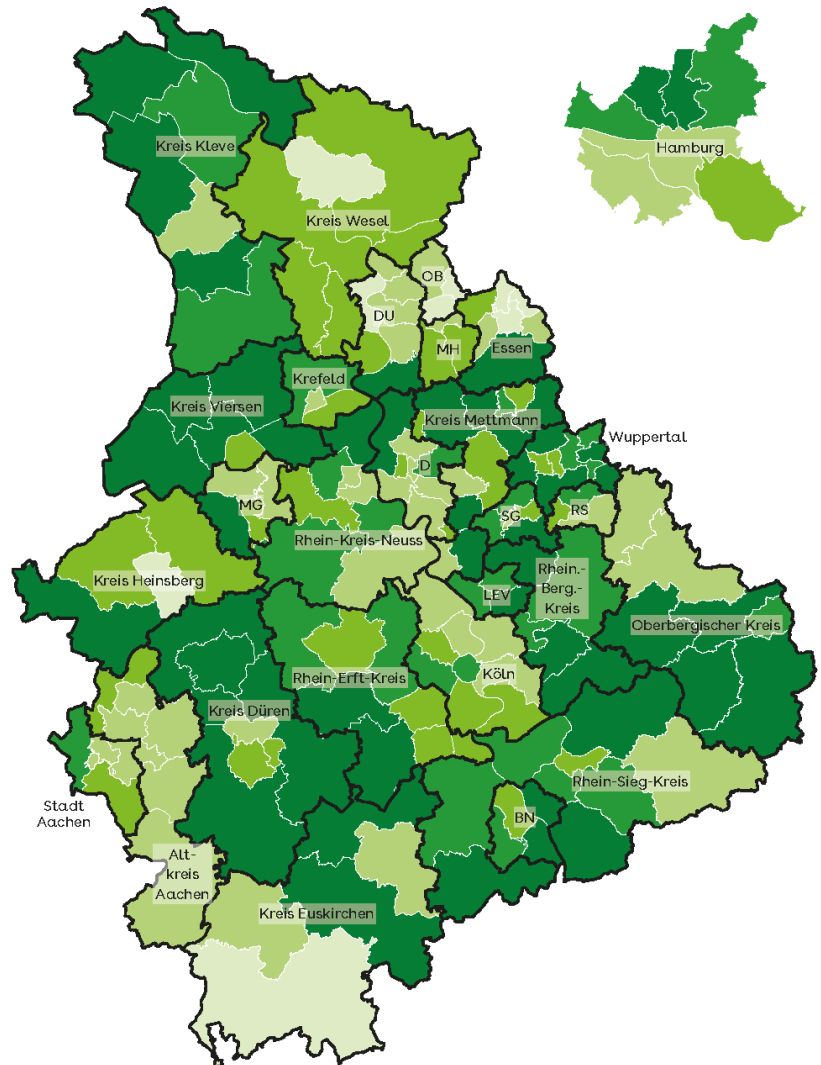 Kreis Kleve
Hamburg
Kreis Wesel
OB
DU
MH
Essen
Krefeld
Kreis Viersen
Kreis Mettmann
Wuppertal
D
MG
SG
RS
Rhein-Kreis-Neuss
Kreis Heinsberg
LEV
Rhein.-
Berg.-
Kreis
Oberbergischer Kreis
Rhein-Erft-Kreis
Köln
Kreis Düren
Rhein-Sieg-Kreis
Stadt
Aachen
BN
Alt-
kreis
Aachen
Kreis Euskirchen